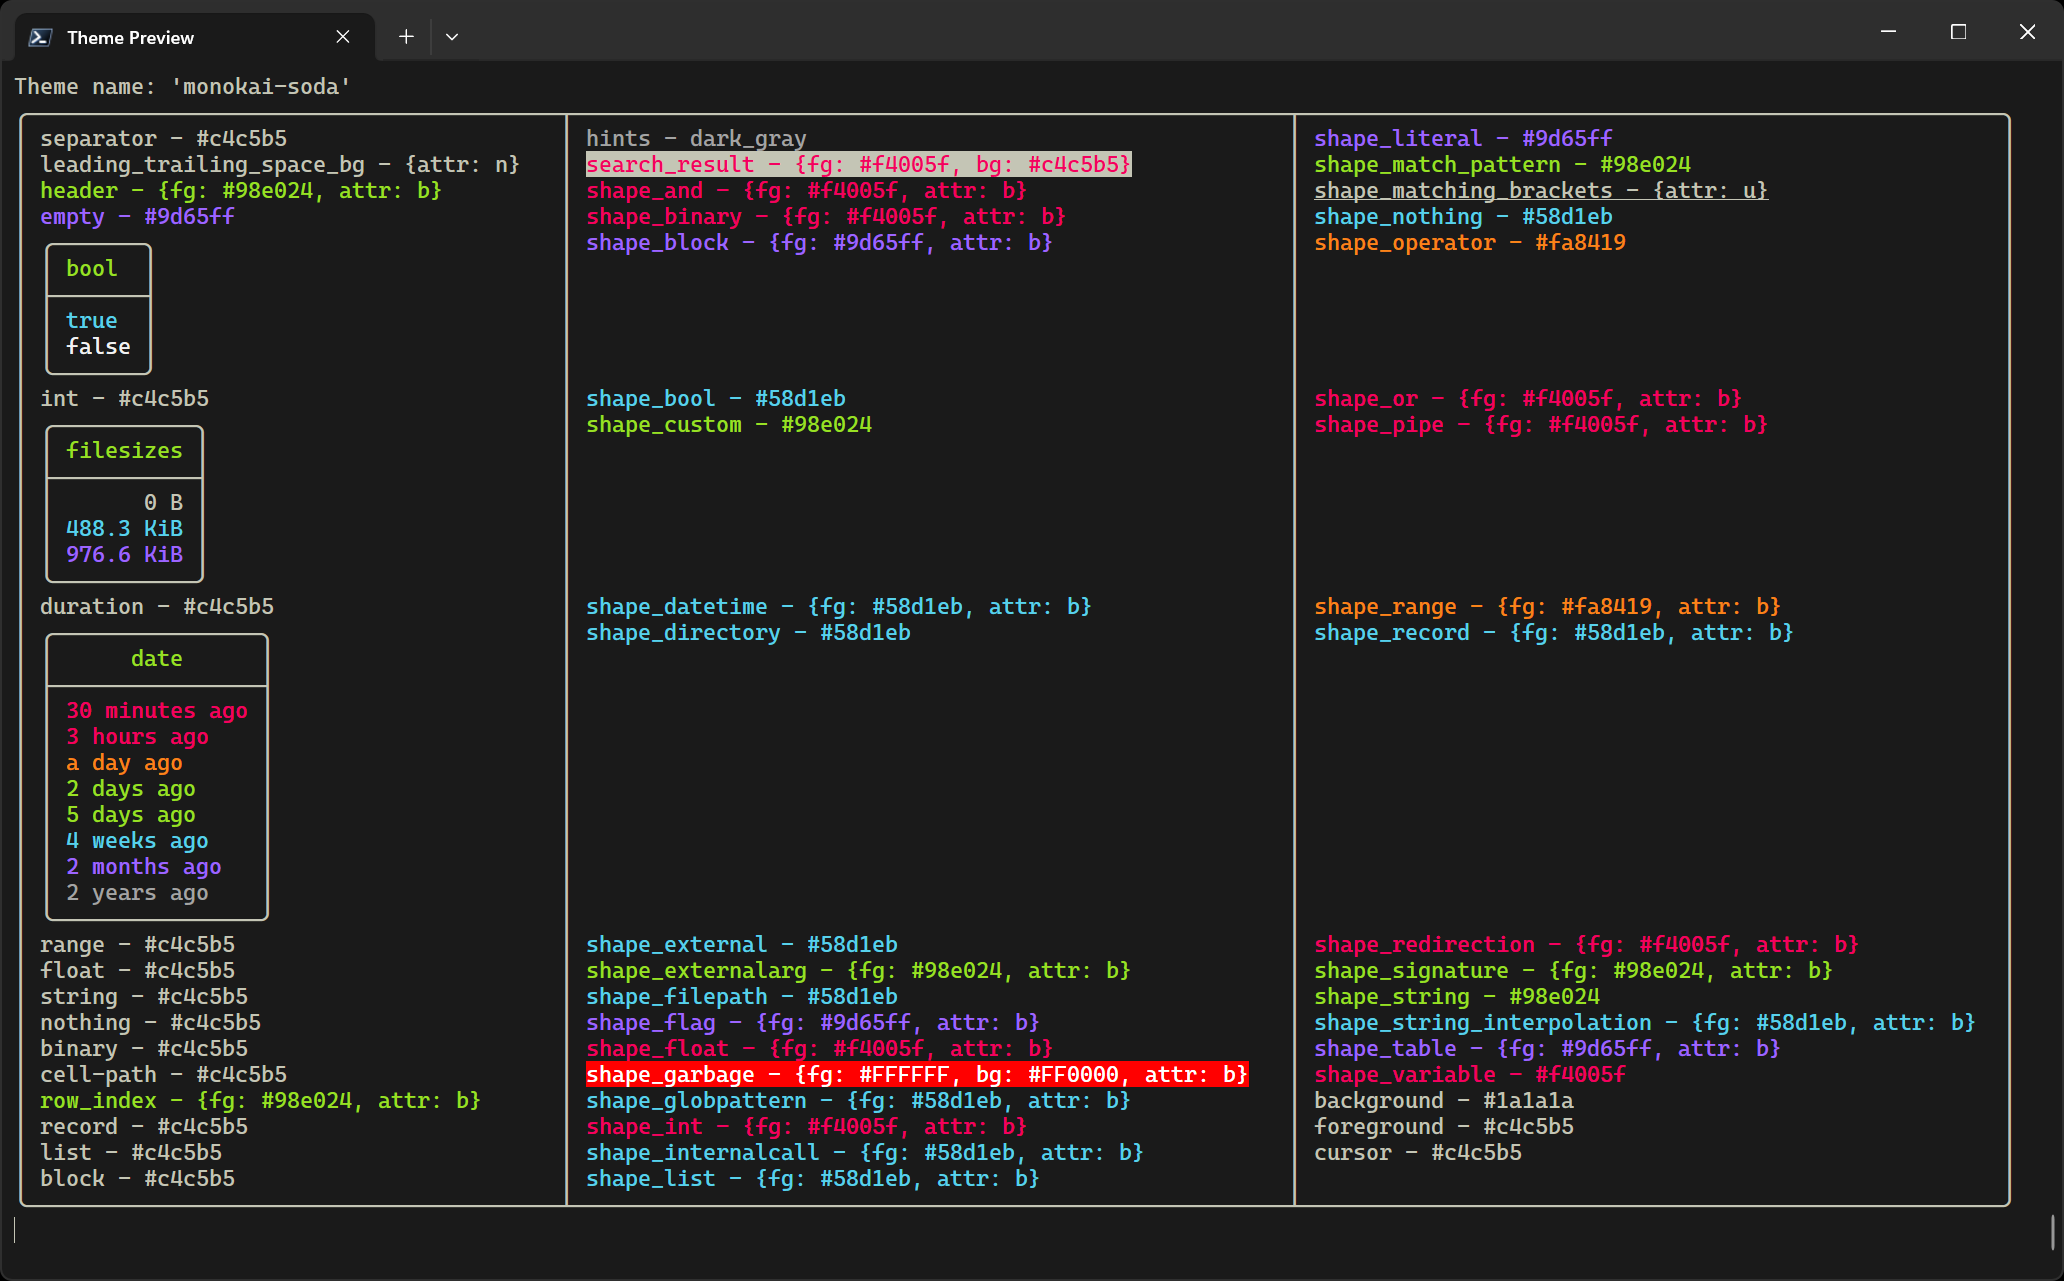 Theme Preview
Theme name: 'monokai-soda'
separator - #c4c5b5
leading_trailing_space_bg - {attr: n}
header - {fg: #98e024, attr: b}
empty - #9d65ff
bool
true
false
int - #c4c5b5
filesizes
0 B
488.3 KiB
976.6 KiB
duration - #c4c5b5
date
30 minutes ago
3 hours ago
a day ago
2 days ago
5 days ago
4 weeks ago
2 months ago
2 years ago
range - #c4c5b5
float - #c4c5b5
string - #c4c5b5
nothing - #c4c5b5
binary - #c4c5b5
cell-path - #c4c5b5
row_index - {fg: #98e024, attr: b}
record - #c4c5b5
list - #c4c5b5
block - #c4c5b5
hints - dark_gray
search_result - {fg: #f4005f, bg: #c4c5b5}
shape_and - {fg: #f4005f, attr: b}
shape_binary - {fg: #f4005f, attr: b}
shape_block - {fg: #9d65ff, attr: b}
shape_bool - #58d1eb
shape_custom - #98e024
shape_datetime - {fg: #58d1eb, attr: b}
shape_directory - #58d1eb
shape_external - #58d1eb
shape_externalarg - {fg: #98e024, attr: b}
shape_filepath - #58d1eb
shape_flag - {fg: #9d65ff, attr: b}
shape_float - {fg: #f4005f, attr: b}
shape_garbage - {fg: #FFFFFF, bg: #FF0000, attr: b}
shape_globpattern - {fg: #58d1eb, attr: b}
shape_int - {fg: #f4005f, attr: b}
shape_internalcall - {fg: #58d1eb, attr: b}
shape_list - {fg: #58d1eb, attr: b}
shape_literal - #9d65ff
shape_match_pattern - #98e024
shape_matching_brackets - {attr: u}
shape_nothing - #58d1eb
shape_operator - #fa8419
shape_or - {fg: #f4005f, attr: b}
shape_pipe - {fg: #f4005f, attr: b}
shape_range - {fg: #fa8419, attr: b}
shape_record - {fg: #58d1eb, attr: b}
shape_redirection - {fg: #f4005f, attr: b}
shape_signature - {fg: #98e024, attr: b}
shape_string - #98e024
shape_string_interpolation - {fg: #58d1eb, attr: b}
shape_table - {fg: #9d65ff, attr: b}
shape_variable - #f4005f
background - #1a1a1a
foreground - #c4c5b5
cursor - #c4c5b5